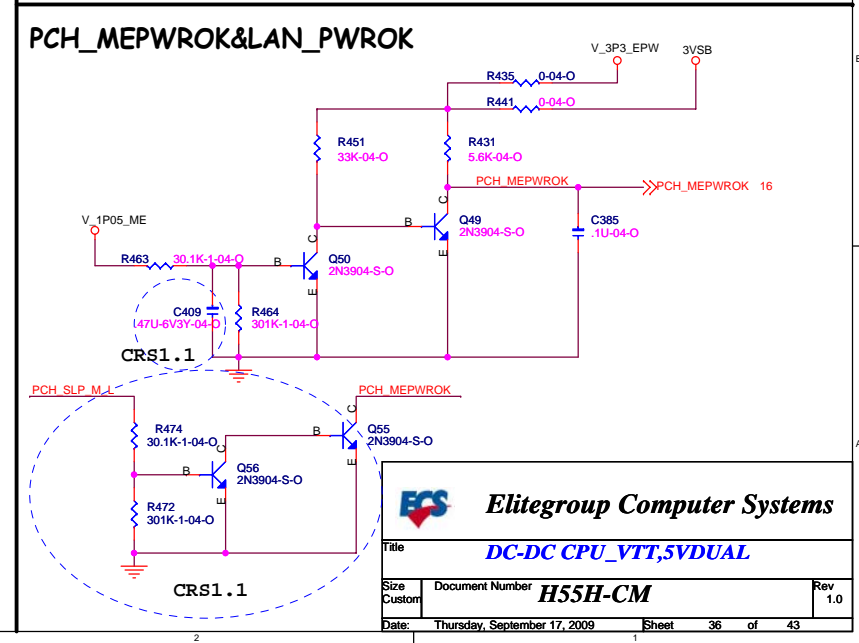 PCH_MEPWROK&LAN_PWROK
V_3P3_EPW
3VSB
R435 0-04-O
R441 0-04-O
R451
33K-04-O
R431
5.6K-04-O
PCH_MEPWROK
PCH_MEPWROK 16
V_1P05_ME
C
B
E
Q49
2N3904-S-O
C385
.1U-04-O
R463 30.1K-1-04-O
C
B
E
Q50
2N3904-S-O
C409
.47U-6V3Y-04-O
R464
301K-1-04-O
CRS1.1
PCH_SLP_M_L
PCH_MEPWROK
R474
30.1K-1-04-O
C
B
E
Q55
2N3904-S-O
C
B
E
Q56
2N3904-S-O
R472
301K-1-04-O
CRS1.1
ECS
Elitegroup Computer Systems
Title
DC-DC CPU_VTT,5VDUAL
Size
Custom
Document Number
H55H-CM
Rev
1.0
Date: Thursday, September 17, 2009 Sheet 36 of 43
2
1
B
A